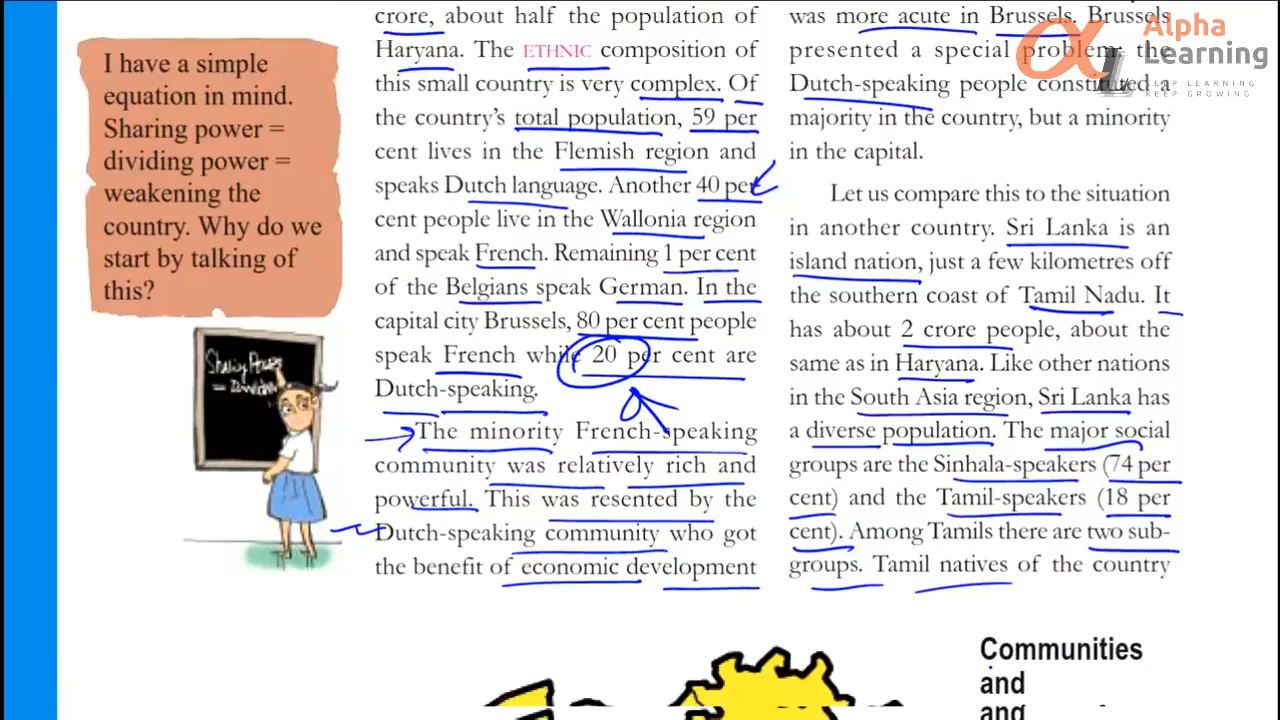 Alpha
Learning
KEEP LEARNING
KEEP GROWING
I have a simple
equation in mind.
Sharing power =
dividing power =
weakening the
country. Why do we
start by talking of
this?
Sharing Power
crore, about half the population of
Haryana. The ETHNIC composition of
this small country is very complex. Of
the country's total population, 59 per
cent lives in the Flemish region and
speaks Dutch language. Another 40 per
cent people live in the Wallonia region
and speak French. Remaining 1 per cent
of the Belgians speak German. In the
capital city Brussels, 80 per cent people
speak French while 20 per cent are
Dutch-speaking.
The minority French-speaking
community was relatively rich and
powerful. This was resented by the
Dutch-speaking community who got
the benefit of economic development
was more acute in Brussels. Brussels
presented a special problem: the
Dutch-speaking people constituted a
majority in the country, but a minority
in the capital.
Let us compare this to the situation
in another country. Sri Lanka is an
island nation, just a few kilometres off
the southern coast of Tamil Nadu. It
has about 2 crore people, about the
same as in Haryana. Like other nations
in the South Asia region, Sri Lanka has
a diverse population. The major social
groups are the Sinhala-speakers (74 per
cent) and the Tamil-speakers (18 per
cent). Among Tamils there are two sub-
groups. Tamil natives of the country
Communities
and